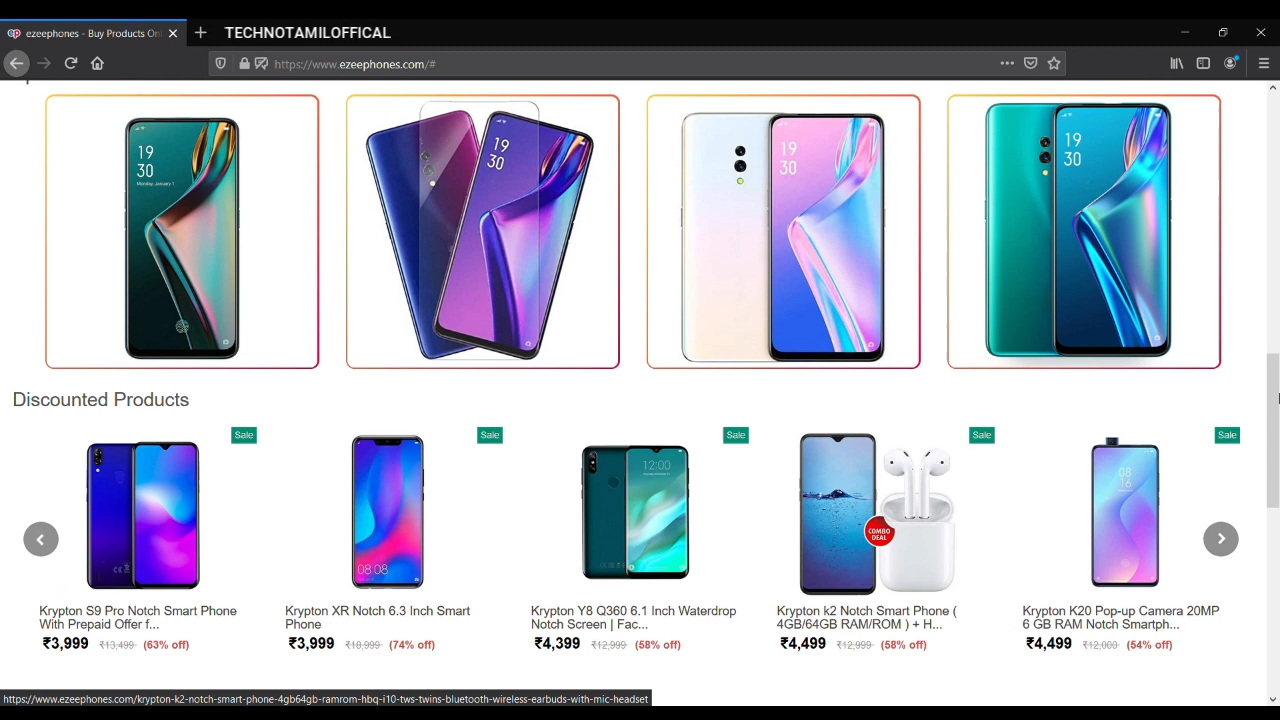 ezeephones - Buy Products Onl
TECHNOTAMILOFFICAL
https://www.ezeephones.com/#
19
30
Monday, January 1
19
30
19
30
19
30
Discounted Products
Sale
Sale
Sale
Sale
Sale
08:08
12:00
COMBO
DEAL
08
16
Krypton S9 Pro Notch Smart Phone
With Prepaid Offer f...
₹3,999 ₹13,499 (63% off)
Krypton XR Notch 6.3 Inch Smart
Phone
₹3,999 ₹18,999 (74% off)
Krypton Y8 Q360 6.1 Inch Waterdrop
Notch Screen | Fac...
₹4,399 ₹12,999 (58% off)
Krypton k2 Notch Smart Phone (
4GB/64GB RAM/ROM ) + H...
₹4,499 ₹12,999 (58% off)
Krypton K20 Pop-up Camera 20MP
6 GB RAM Notch Smartph...
₹4,499 ₹12,000 (54% off)
https://www.ezeephones.com/krypton-k2-notch-smart-phone-4gb64gb-ramrom-hbq-i10-tws-twins-bluetooth-wireless-earbuds-with-mic-headset